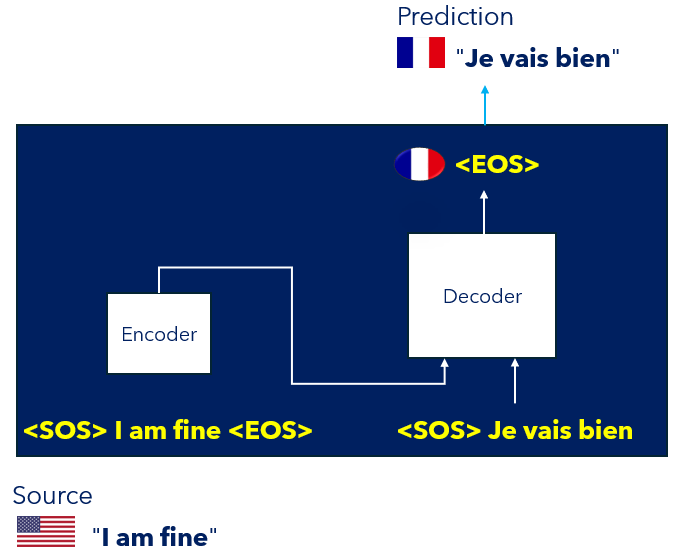 Prediction
"Je vais bien"
<EOS>
Decoder
Encoder
<SOS> I am fine <EOS>
<SOS> Je vais bien
Source
"I am fine"